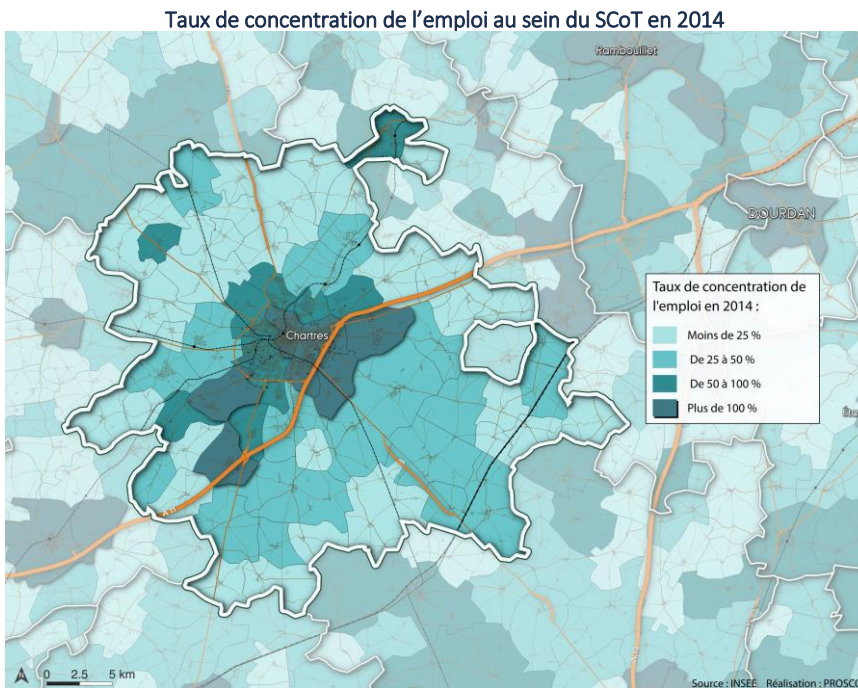 Taux de concentration de l'emploi au sein du SCoT en 2014
Rambouillet
DOURDAN
Taux de concentration de
l'emploi en 2014 :
Moins de 25 %
De 25 à 50 %
De 50 à 100 %
Plus de 100 %
Chartres
A 11
0 2.5 5 km
Source : INSEE Réalisation : PROSCO